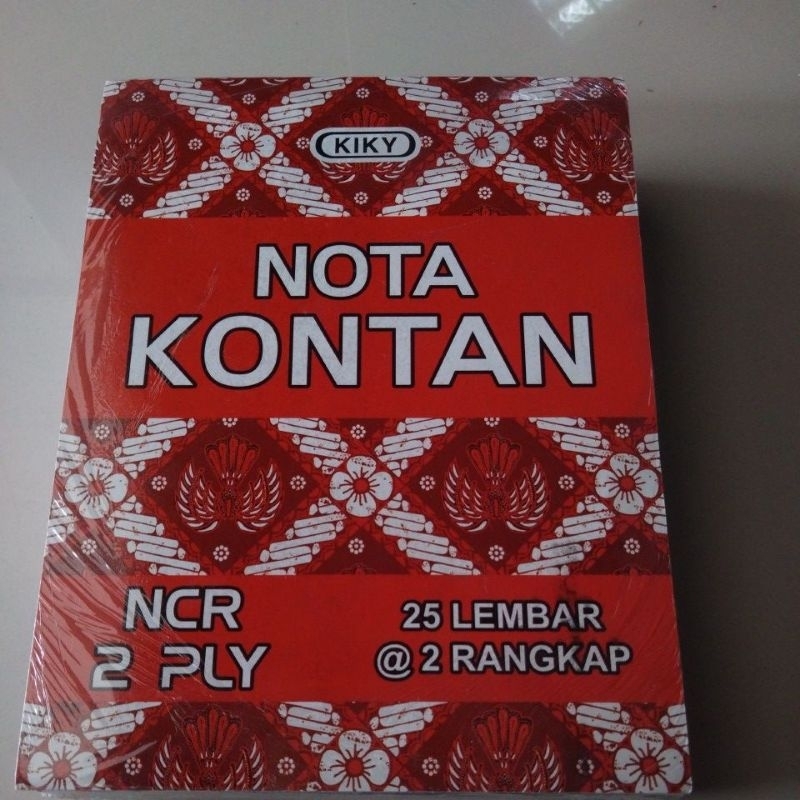 KIKY
NOTA
KONTAN
NCR
2 PLY
25 LEMBAR
@ 2 RANGKAP